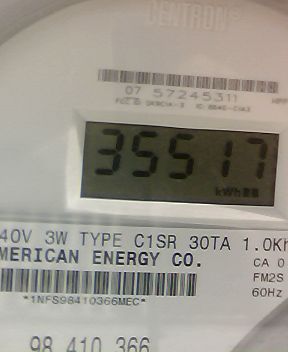 CENTRON®
07 57245311
35517
kWh
40V 3W TYPE C1SR 30TA 1.0Kh
MERICAN ENERGY CO.
CA 0
FM2S
60Hz
*1NFS98410366MEC*
98 410 366